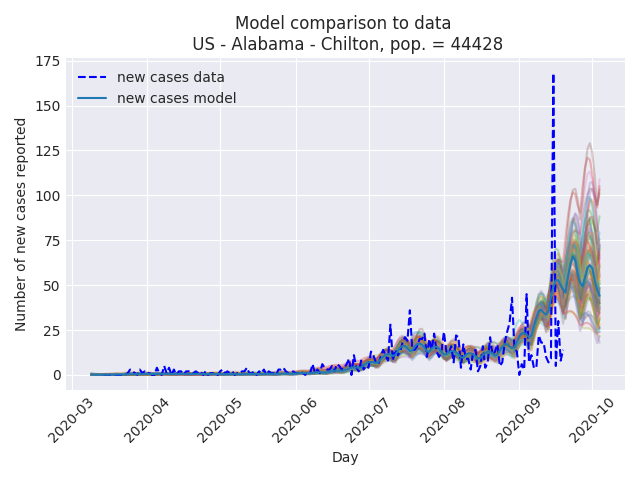 Model comparison to data
US - Alabama - Chilton, pop. = 44428
175
150
125
100
75
50
25
0
Number of new cases reported
new cases data
new cases model
2020-03
2020-04
2020-05
2020-06
2020-07
2020-08
2020-09
2020-10
Day